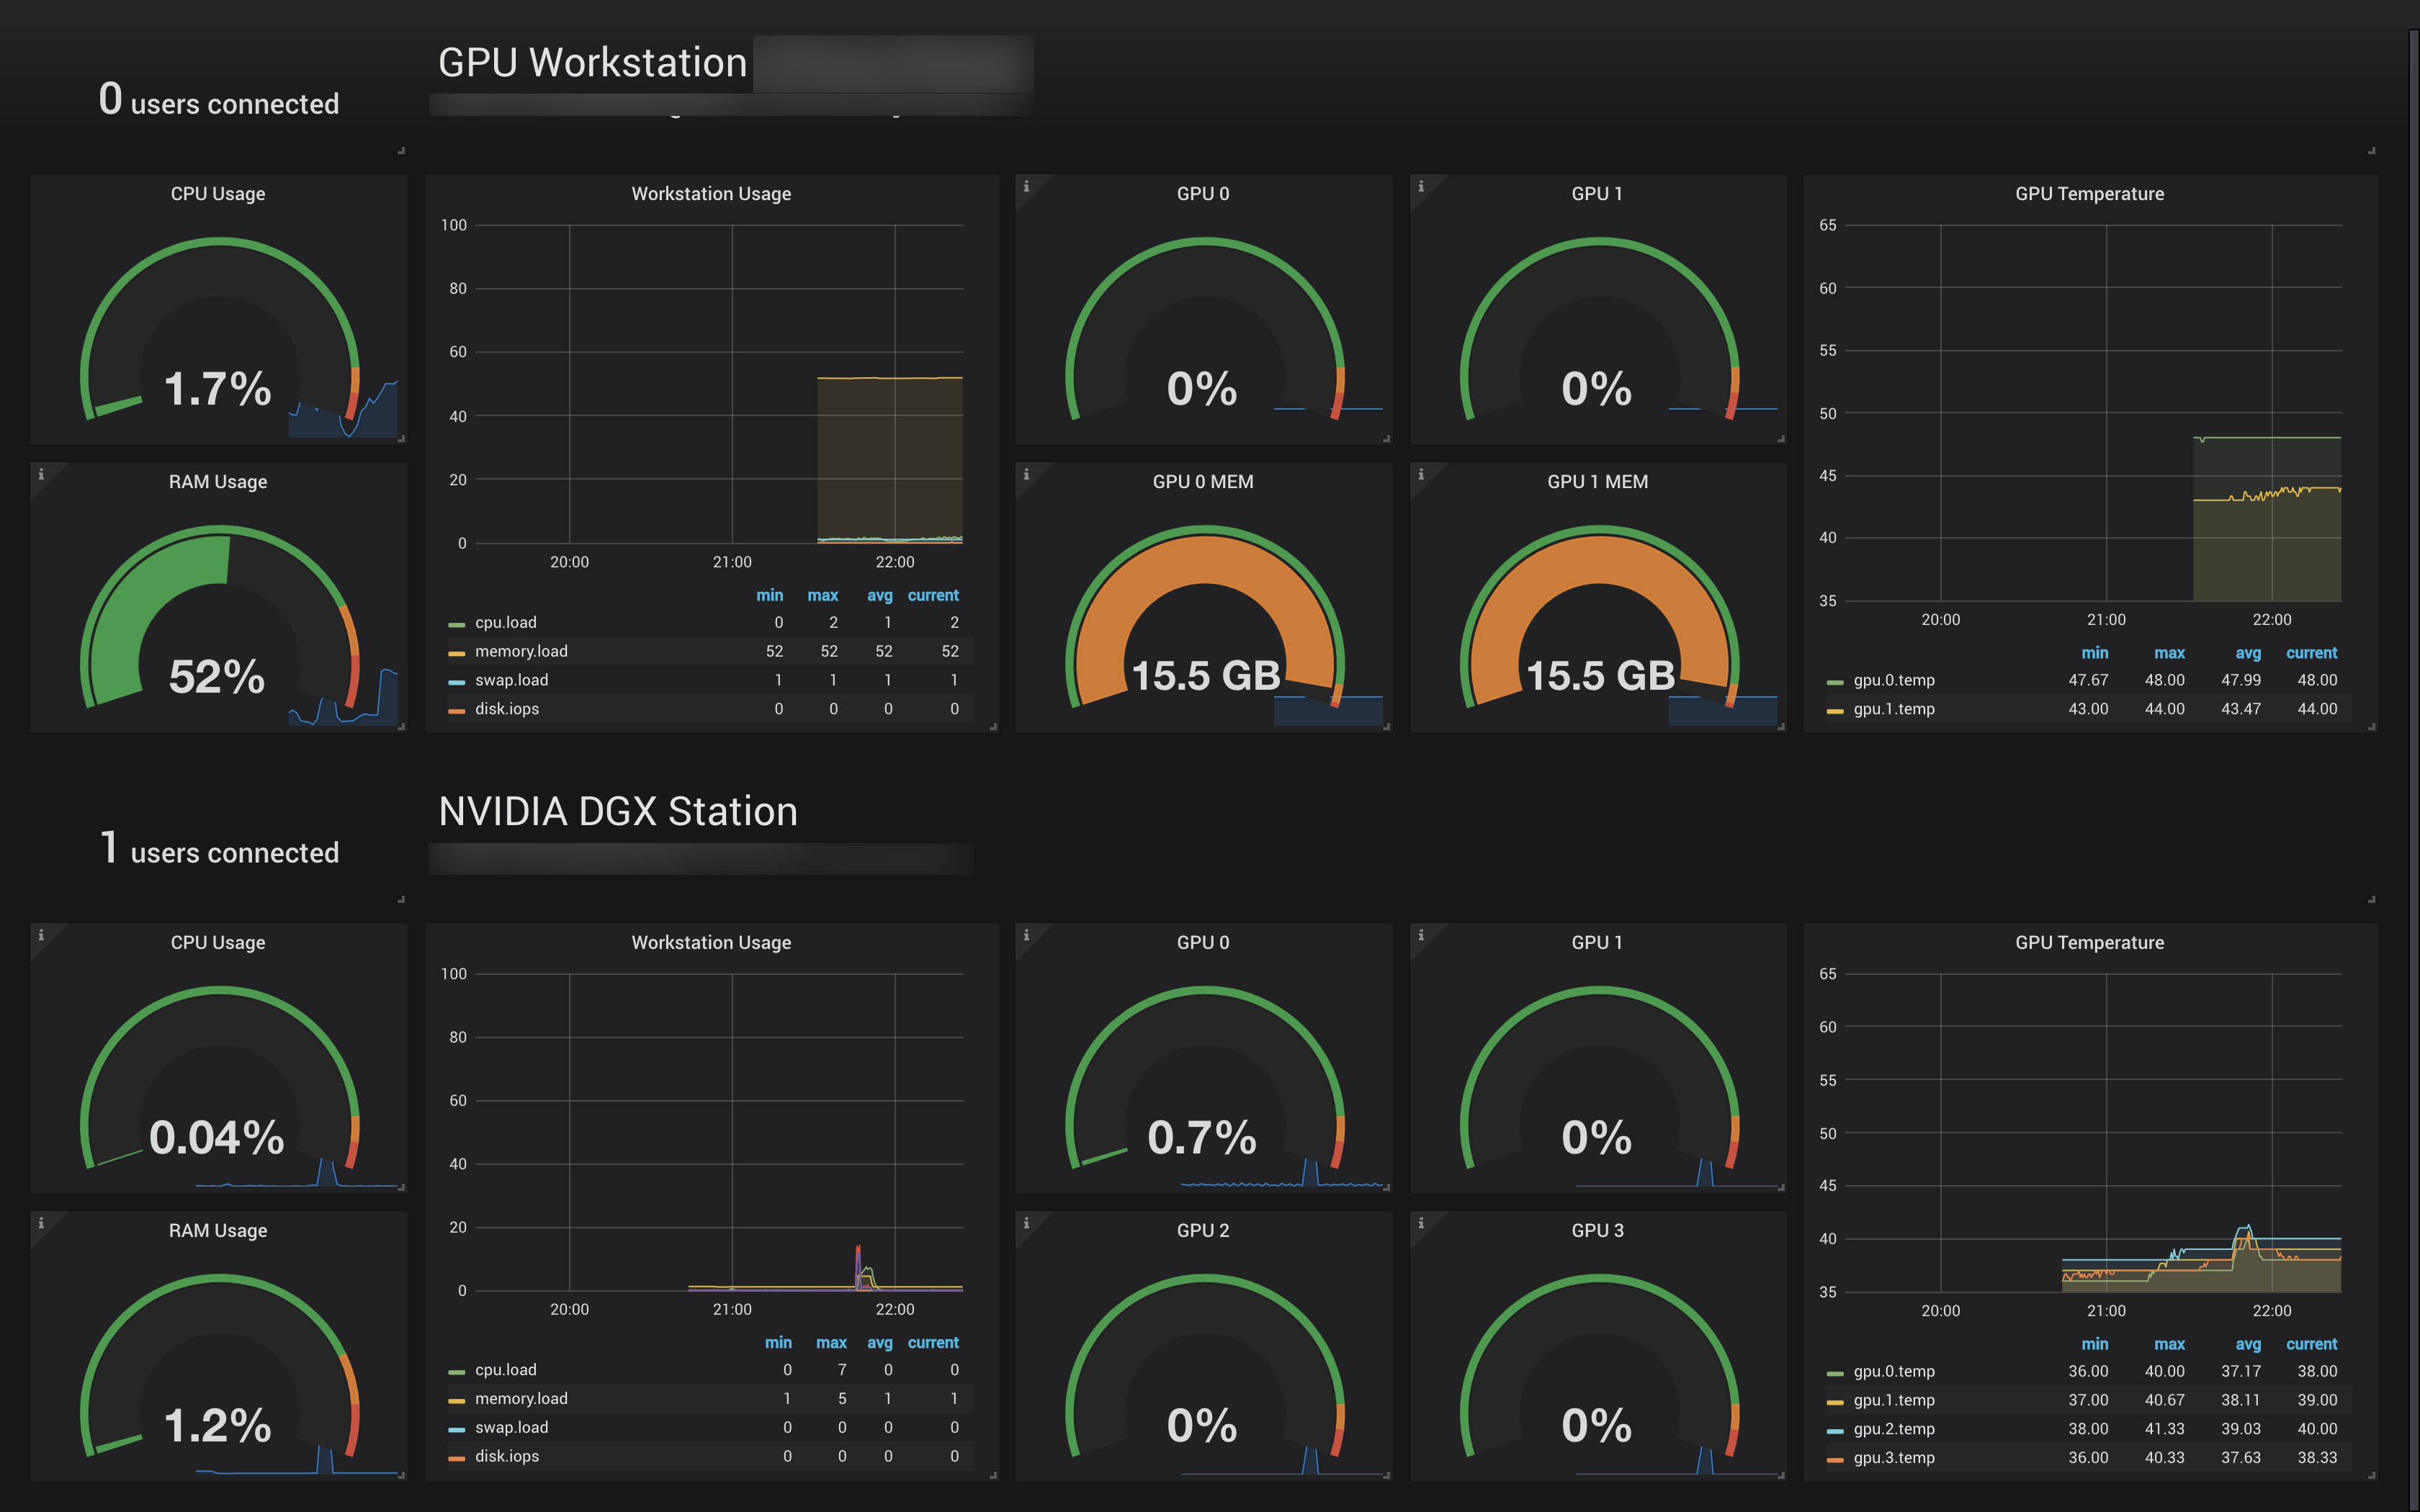 GPU Workstation
0 users connected
CPU Usage
1.7%
RAM Usage
52%
Workstation Usage
100
80
60
40
20
0
20:00 21:00 22:00
min max avg current
cpu.load 0 2 1 2
memory.load 52 52 52 52
swap.load 1 1 1 1
disk.iops 0 0 0 0
GPU 0
0%
GPU 1
0%
GPU 0 MEM
15.5 GB
GPU 1 MEM
15.5 GB
GPU Temperature
65
60
55
50
45
40
35
20:00 21:00 22:00
min max avg current
gpu.0.temp 47.67 48.00 47.99 48.00
gpu.1.temp 43.00 44.00 43.47 44.00
NVIDIA DGX Station
1 users connected
CPU Usage
0.04%
RAM Usage
1.2%
Workstation Usage
100
80
60
40
20
0
20:00 21:00 22:00
min max avg current
cpu.load 0 7 0 0
memory.load 1 5 1 1
swap.load 0 0 0 0
disk.iops 0 0 0 0
GPU 0
0.7%
GPU 1
0%
GPU 2
0%
GPU 3
0%
GPU Temperature
65
60
55
50
45
40
35
20:00 21:00 22:00
min max avg current
gpu.0.temp 36.00 40.00 37.17 38.00
gpu.1.temp 37.00 40.67 38.11 39.00
gpu.2.temp 38.00 41.33 39.03 40.00
gpu.3.temp 36.00 40.33 37.63 38.33